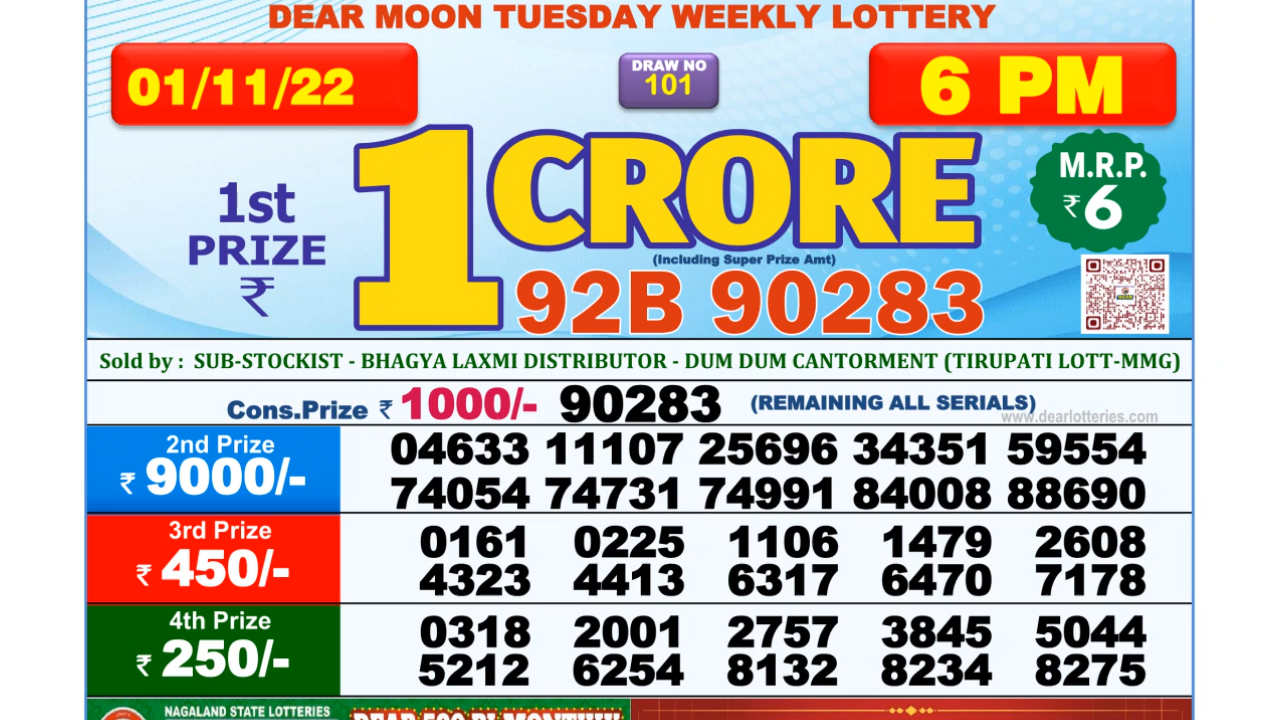 DEAR MOON TUESDAY WEEKLY LOTTERY
01/11/22
DRAW NO
101
6 PM
1st
PRIZE
₹
1 CRORE
(Including Super Prize Amt)
92B 90283
M.R.P.
₹6
Sold by : SUB-STOCKIST - BHAGYA LAXMI DISTRIBUTOR - DUM DUM CANTORMENT (TIRUPATI LOTT-MMG)
Cons.Prize ₹ 1000/- 90283 (REMAINING ALL SERIALS)
www.dearlotteries.com
2nd Prize
₹ 9000/-
04633 11107 25696 34351 59554
74054 74731 74991 84008 88690
3rd Prize
₹ 450/-
0161 0225 1106 1479 2608
4323 4413 6317 6470 7178
4th Prize
₹ 250/-
0318 2001 2757 3845 5044
5212 6254 8132 8234 8275
NAGALAND STATE LOTTERIES
DEAR 500 BI MONTHLY